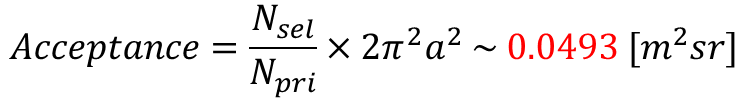 Acceptance = N_sel / N_pri × 2π²a² ~ 0.0493 [m²sr]